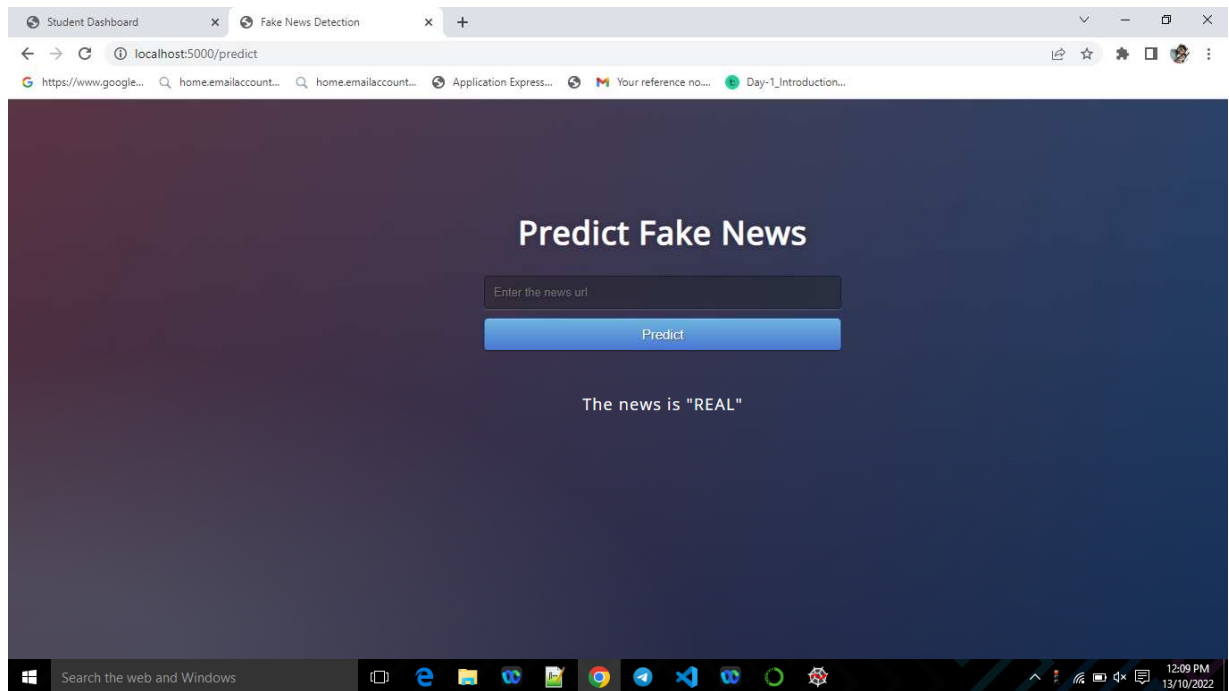 Student Dashboard
Fake News Detection
localhost:5000/predict
https://www.google...
home.emailaccount...
home.emailaccount...
Application Express...
Your reference no....
Day-1_Introduction...
Predict Fake News
Enter the news url
Predict
The news is "REAL"
Search the web and Windows
12:09 PM
13/10/2022